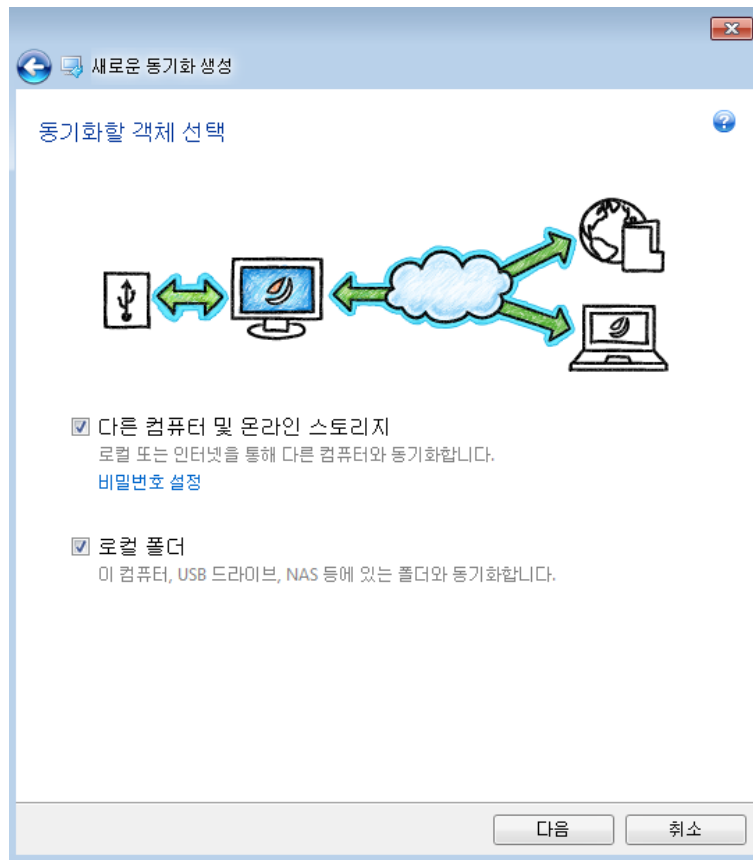 새로운 동기화 생성
동기화할 객체 선택
다른 컴퓨터 및 온라인 스토리지
로컬 또는 인터넷을 통해 다른 컴퓨터와 동기화합니다.
비밀번호 설정
로컬 폴더
이 컴퓨터, USB 드라이브, NAS 등에 있는 폴더와 동기화합니다.
다음
취소